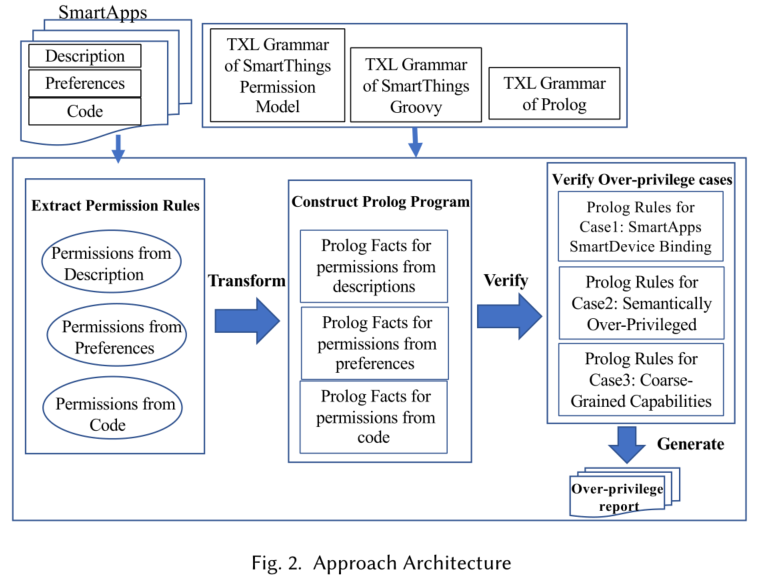 SmartApps
Description
Preferences
Code
TXL Grammar
of SmartThings
Permission
Model
TXL Grammar
of SmartThings
Groovy
TXL Grammar
of Prolog
Extract Permission Rules
Permissions from
Description
Permissions from
Preferences
Permissions from
Code
Transform
Construct Prolog Program
Prolog Facts for
permissions from
descriptions
Prolog Facts for
permissions from
preferences
Prolog Facts for
permissions from
code
Verify
Verify Over-privilege cases
Prolog Rules for
Case1: SmartApps
SmartDevice Binding
Prolog Rules for
Case2: Semantically
Over-Privileged
Prolog Rules for
Case3: Coarse-
Grained Capabilities
Generate
Over-privilege
report
Fig. 2. Approach Architecture